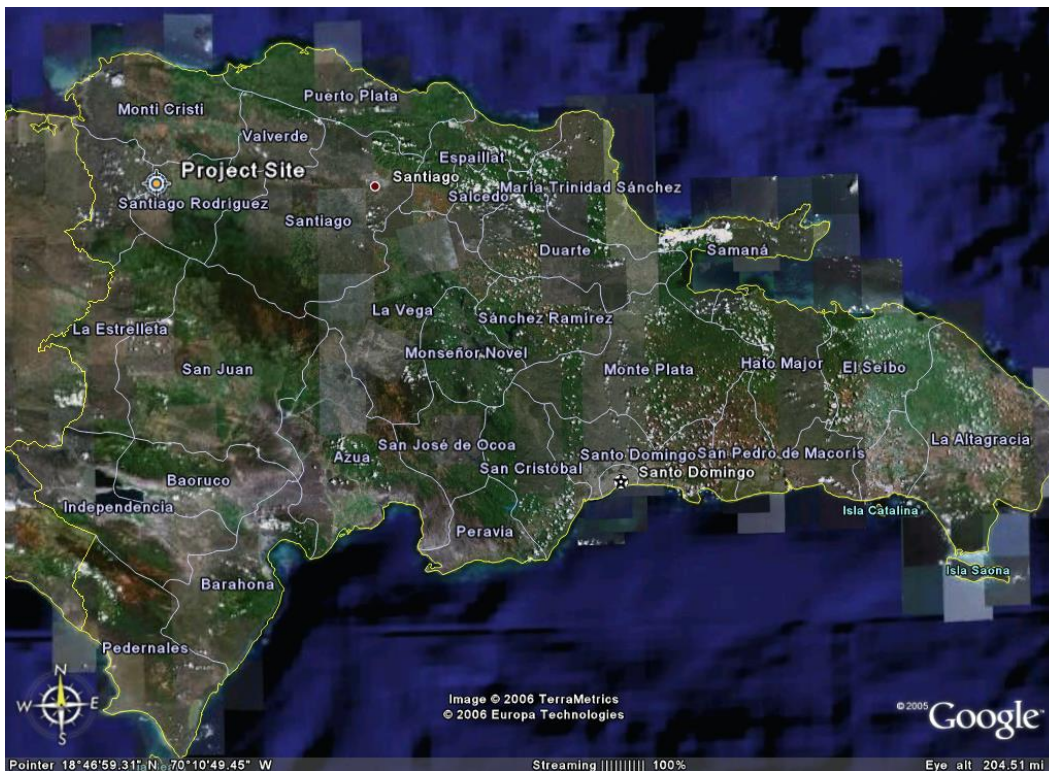 Puerto Plata
Monti Cristi
Valverde
Espaillat
Project Site
Santiago
María Trinidad Sánchez
Salcedo
Santiago Rodriguez
Santiago
Duarte
Samaná
La Vega
Sánchez Ramírez
La Estrelleta
Monseñor Novel
San Juan
Monte Plata
Hato Major
El Seibo
San José de Ocoa
La Altagracia
Azua
Santo Domingo
San Pedro de Macorís
San Cristóbal
Santo Domingo
Baoruco
Independencia
Isla Catalina
Peravia
Isla Saona
Barahona
Pedernales
N
W E
S
Image © 2006 TerraMetrics
© 2006 Europa Technologies
© 2005 Google™
Pointer 18°46'59.31" N 70°10'49.45" W
Streaming ||||||||| 100%
Eye alt 204.51 mi